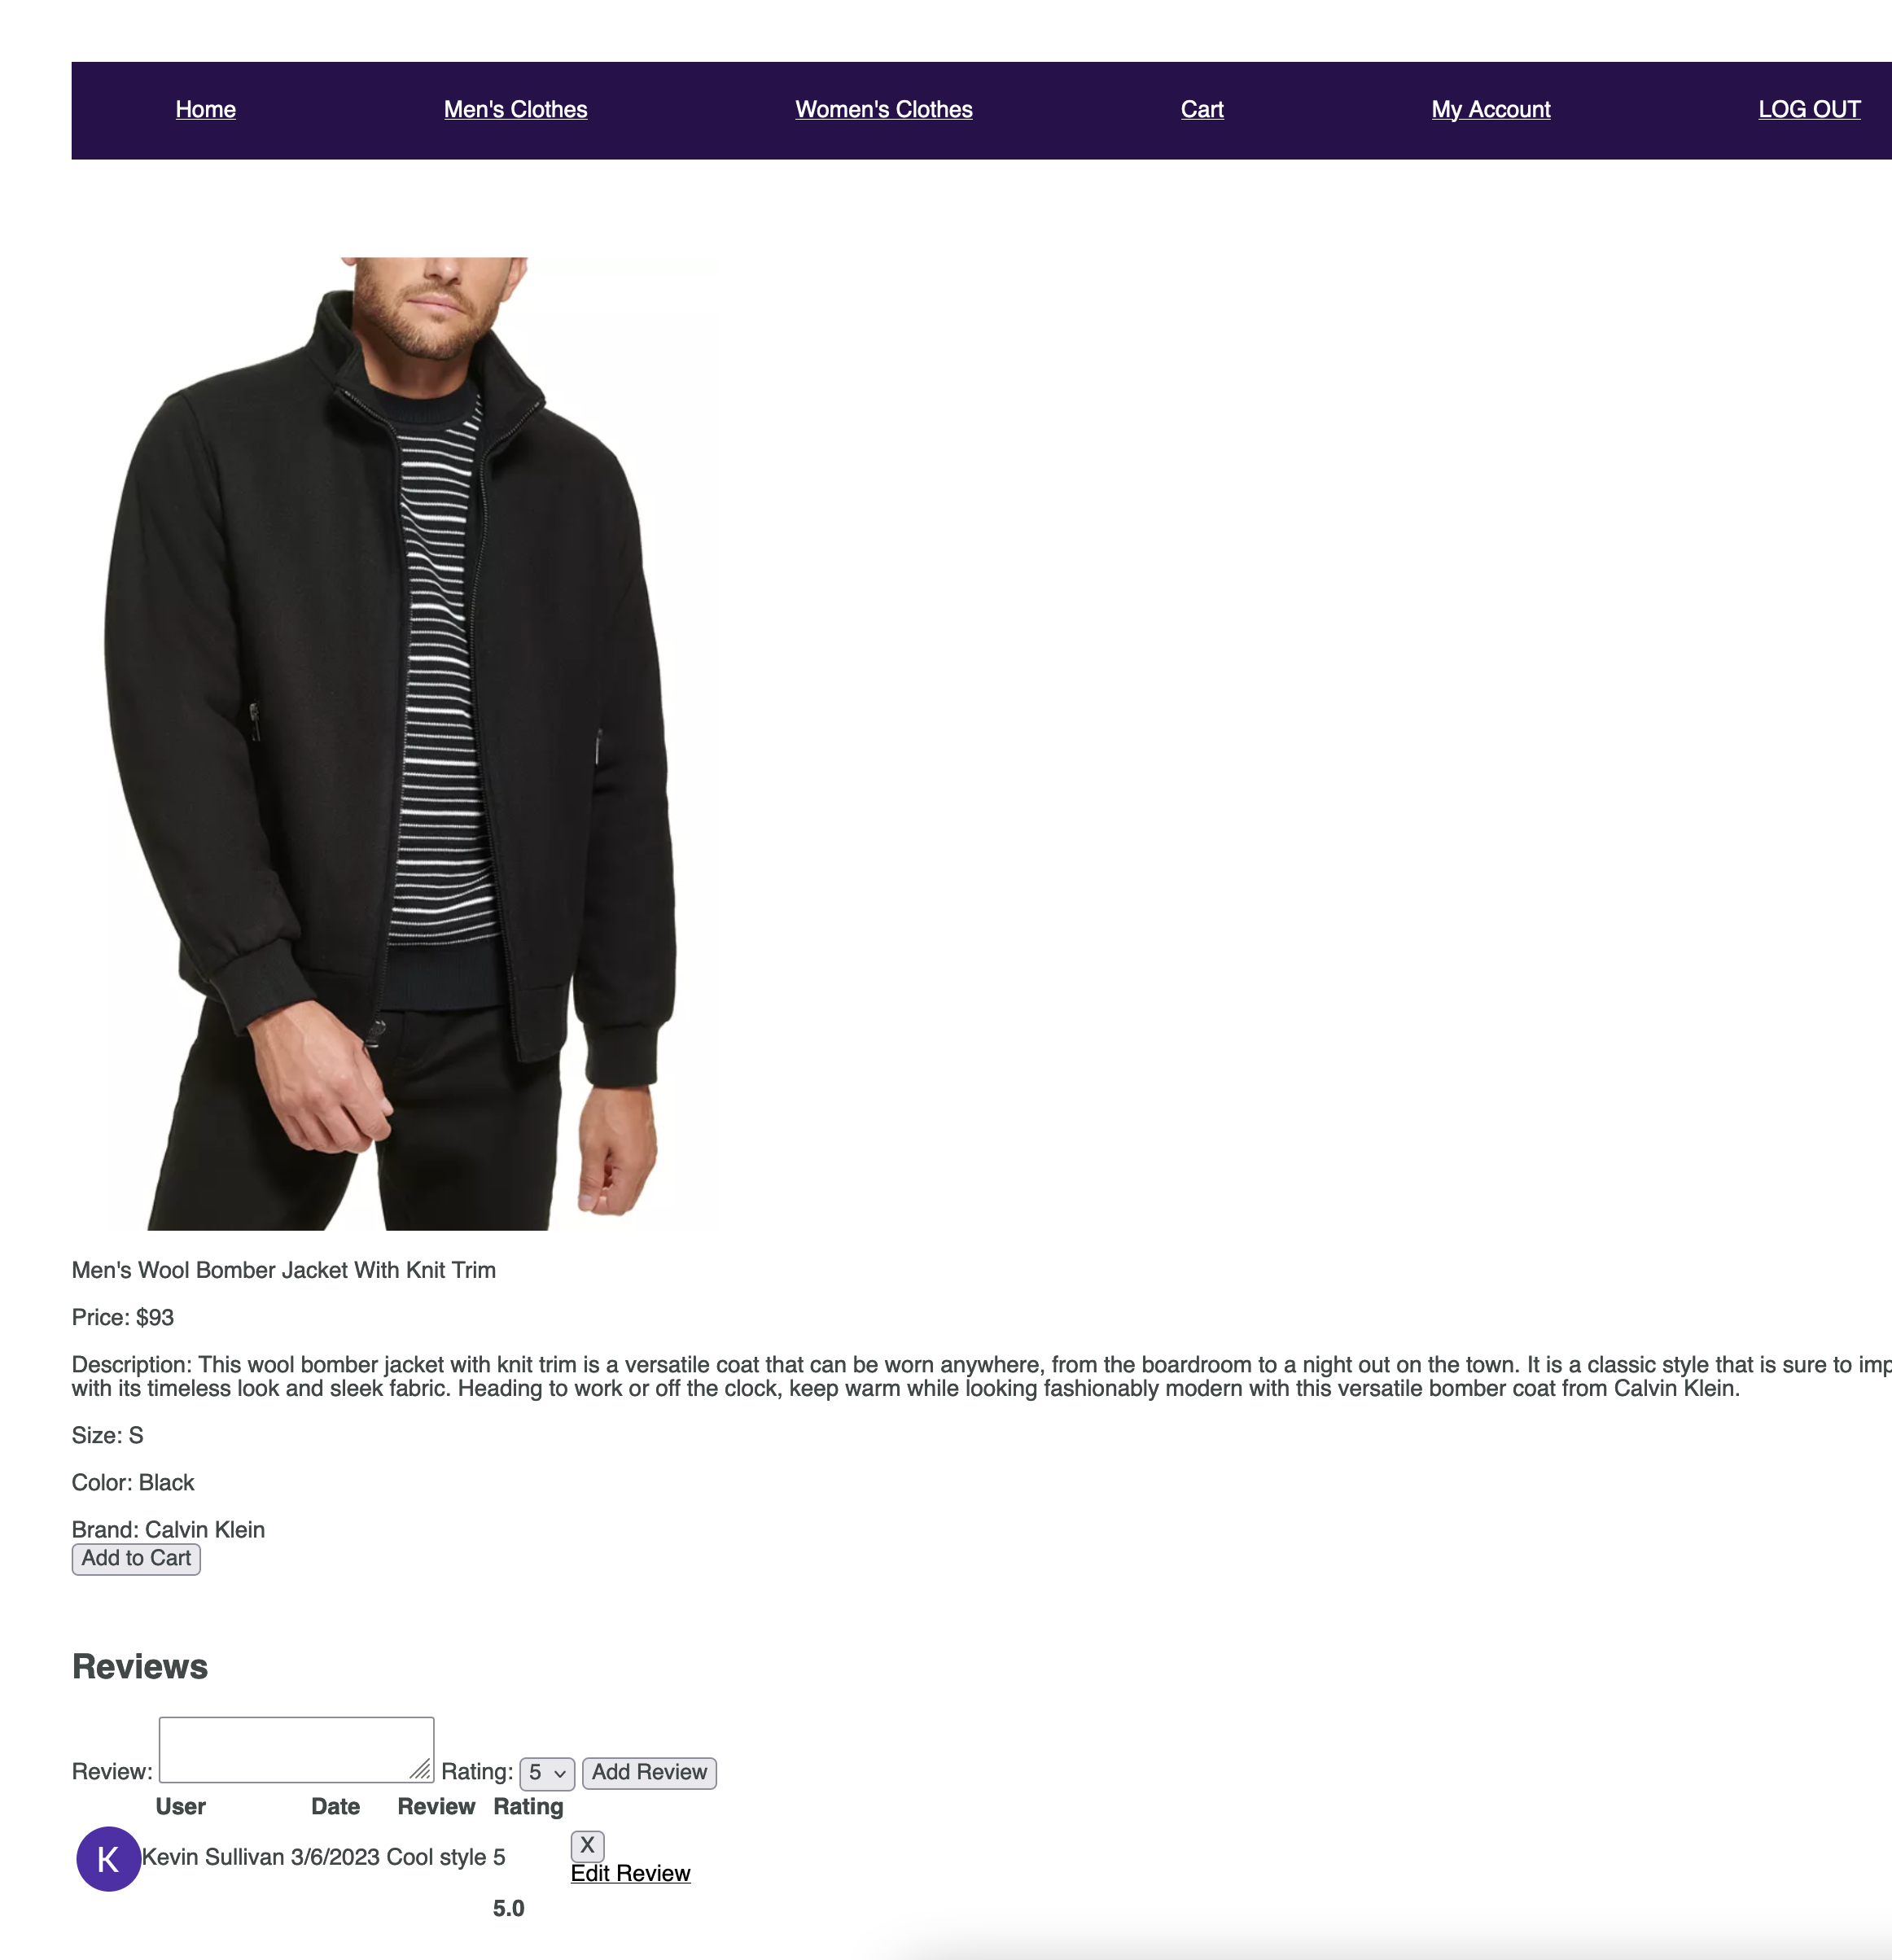 Home Men's Clothes Women's Clothes Cart My Account LOG OUT
Men's Wool Bomber Jacket With Knit Trim
Price: $93
Description: This wool bomber jacket with knit trim is a versatile coat that can be worn anywhere, from the boardroom to a night out on the town. It is a classic style that is sure to imp
with its timeless look and sleek fabric. Heading to work or off the clock, keep warm while looking fashionably modern with this versatile bomber coat from Calvin Klein.
Size: S
Color: Black
Brand: Calvin Klein
Add to Cart
Reviews
Review: Rating: 5 Add Review
User Date Review Rating
K Kevin Sullivan 3/6/2023 Cool style 5 X
Edit Review
5.0